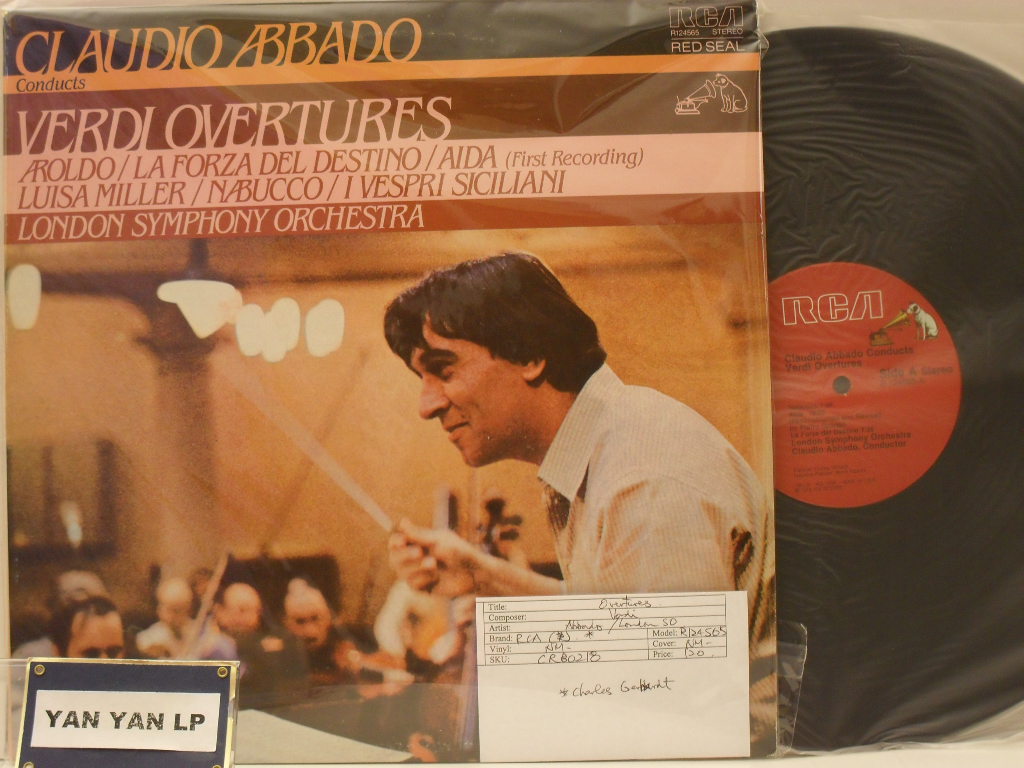 CLAUDIO ABBADO
Conducts
RCA
R124565 STEREO
RED SEAL
VERDI OVERTURES
AROLDO / LA FORZA DEL DESTINO / AIDA (First Recording)
LUISA MILLER / NABUCCO / I VESPRI SICILIANI
LONDON SYMPHONY ORCHESTRA
RCA
Claudio Abbado Conducts
Verdi Overtures
Side A Stereo
London Symphony Orchestra
Claudio Abbado, Conductor
Title: Overtures
Composer: Verdi
Artist: Abbado / London SO
Brand: RCA * Model: R124565
Vinyl: NM- Cover: NM-
SKU: Price: 120.
* Charles
YAN YAN LP